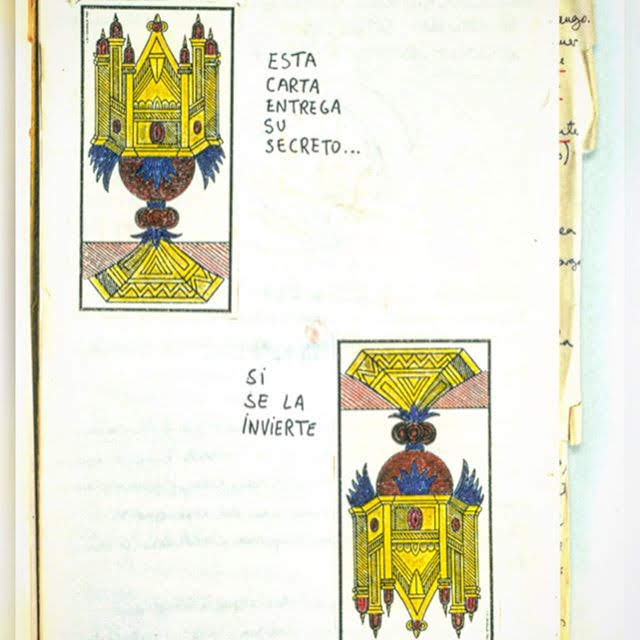 ESTA
CARTA
ENTREGA
SU
SECRETO...
Si
SE LA
iNViERTE